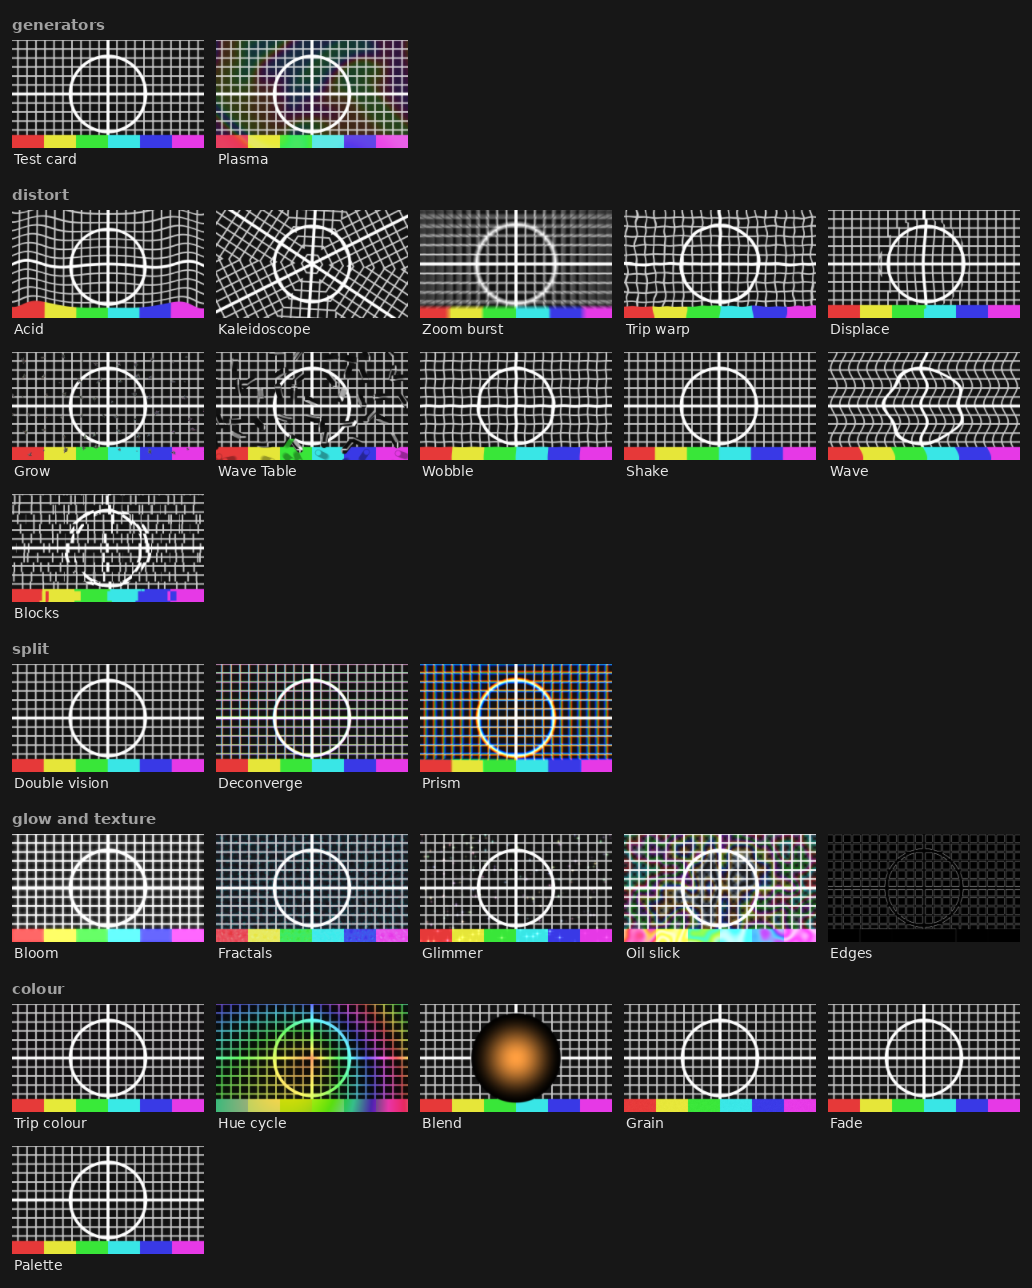 generators
Test card
Plasma
distort
Acid
Kaleidoscope
Zoom burst
Trip warp
Displace
Grow
Wave Table
Wobble
Shake
Wave
Blocks
split
Double vision
Deconverge
Prism
glow and texture
Bloom
Fractals
Glimmer
Oil slick
Edges
colour
Trip colour
Hue cycle
Blend
Grain
Fade
Palette